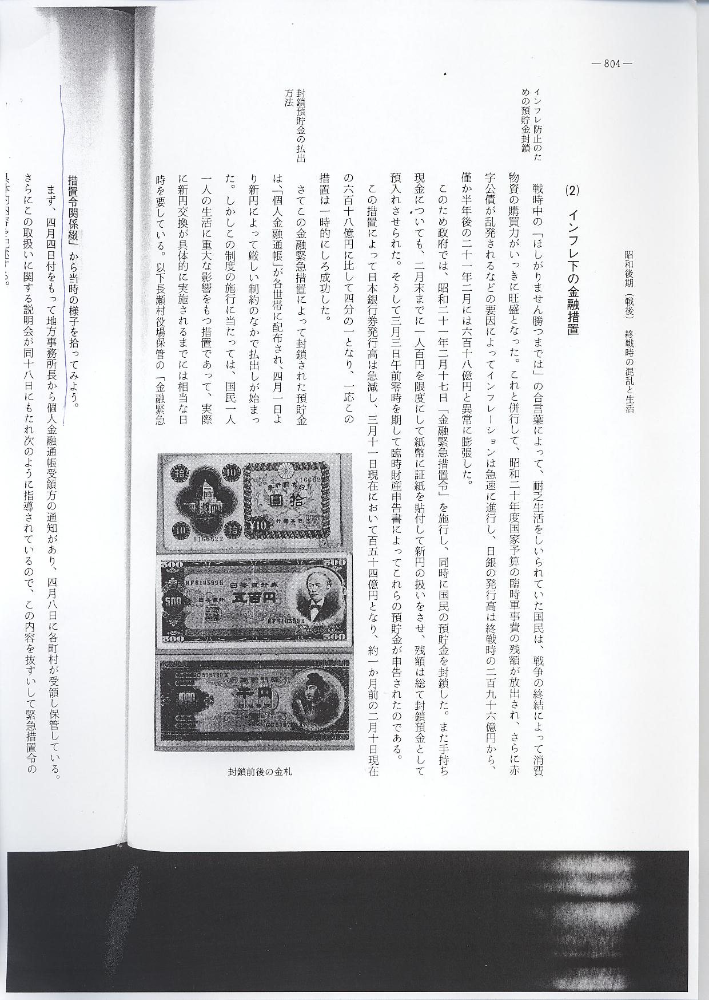 ― 804 ―
昭和後期（戦後） 終戦時の混乱と生活
(2) インフレ下の金融措置
インフレ防止のた
めの預貯金封鎖
戦時中の「ほしがりません勝つまでは」の合言葉によって、耐乏生活をしいられていた国民は、戦争の終結によって消費
物資の購買力がいっきに旺盛となった。これと併行して、昭和二十年度国家予算の臨時軍事費の残額が放出され、さらに赤
字公債が乱発されるなどの要因によってインフレーションは急速に進行し、日銀の発行高は終戦時の二百九十六億円から、
僅か半年後の二十一年二月には六百十八億円と異常に膨張した。
このため政府では、昭和二十一年二月十七日「金融緊急措置令」を施行し、同時に国民の預貯金を封鎖した。また手持ち
現金についても、二月末までに一人百円を限度にして紙幣に証紙を貼付して新円の扱いをさせ、残額は総て封鎖預金として
預入れさせられた。そうして三月三日午前零時を期して臨時財産申告書によってこれらの預貯金が申告されたのである。
この措置によって日本銀行券発行高は急減し、三月十一日現在において百五十四億円となり、約一か月前の二月十日現在
の六百十八億円に比して四分の一となり、一応この
措置は一時的にしろ成功した。
封鎖預貯金の払出
方法
さてこの金融緊急措置によって封鎖された預貯金
は、「個人金融通帳」が各世帯に配布され、四月一日よ
り新円によって厳しい制約のなかで払出しが始まっ
た。しかしこの制度の施行に当たっては、国民一人
一人の生活に重大な影響をもつ措置であって、実際
に新円交換が具体的に実施されるまでには相当な日
時を要している。以下長瀬村役場保管の「金融緊急
封鎖前後の金札
拾
10
1166622
日本銀行券
拾圓
¥10
10
拾
1166622
500
500
NP610399H
日本銀行券
五百円
500
NP610399H
500
500
日本銀行券
千円
1000
措置令関係綴」から当時の様子を拾ってみよう。
まず、四月四日付をもって地方事務所長から個人金融通帳受領方の通知があり、四月八日に各町村が受領し保管している。
さらにこの取扱いに関する説明会が同十八日にもたれ次のように指導されているので、この内容を抜すいして緊急措置令の